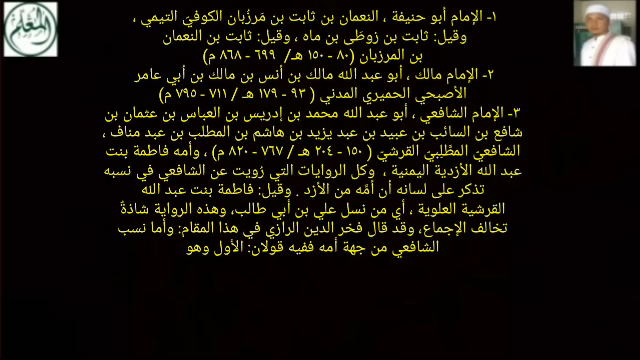 المعلم
١- الإمام أبو حنيفة ، النعمان بن ثابت بن مَرزُبان الكوفيّ التيمي ،
وقيل: ثابت بن زوطَى بن ماه ، وقيل: ثابت بن النعمان
بن المرزبان (٨٠ - ١٥٠ هـ/ ٦٩٩ - ٨٦٨ م)
٢- الإمام مالك ، أبو عبد الله مالك بن أنس بن مالك بن أبي عامر
الأصبحي الحميري المدني ( ٩٣ - ١٧٩ هـ / ٧١١ - ٧٩٥ م)
٣- الإمام الشافعي ، أبو عبد الله محمد بن إدريس بن العباس بن عثمان بن
شافع بن السائب بن عبيد بن عبد يزيد بن هاشم بن المطلب بن عبد مناف ،
الشافعيّ المطَّلِبيّ القرشيّ ( ١٥٠ - ٢٠٤ هـ / ٧٦٧ - ٨٢٠ م) ، وأمه فاطمة بنت
عبد الله الأزدية اليمنية ، وكل الروايات التي رُويت عن الشافعي في نسبه
تذكر على لسانه أن أمَّه من الأزد . وقيل: فاطمة بنت عبد الله
القرشية العلوية ، أي من نسل علي بن أبي طالب، وهذه الرواية شاذةٌ
تخالف الإجماع، وقد قال فخر الدين الرازي في هذا المقام: وأما نسب
الشافعي من جهة أمه ففيه قولان: الأول وهو